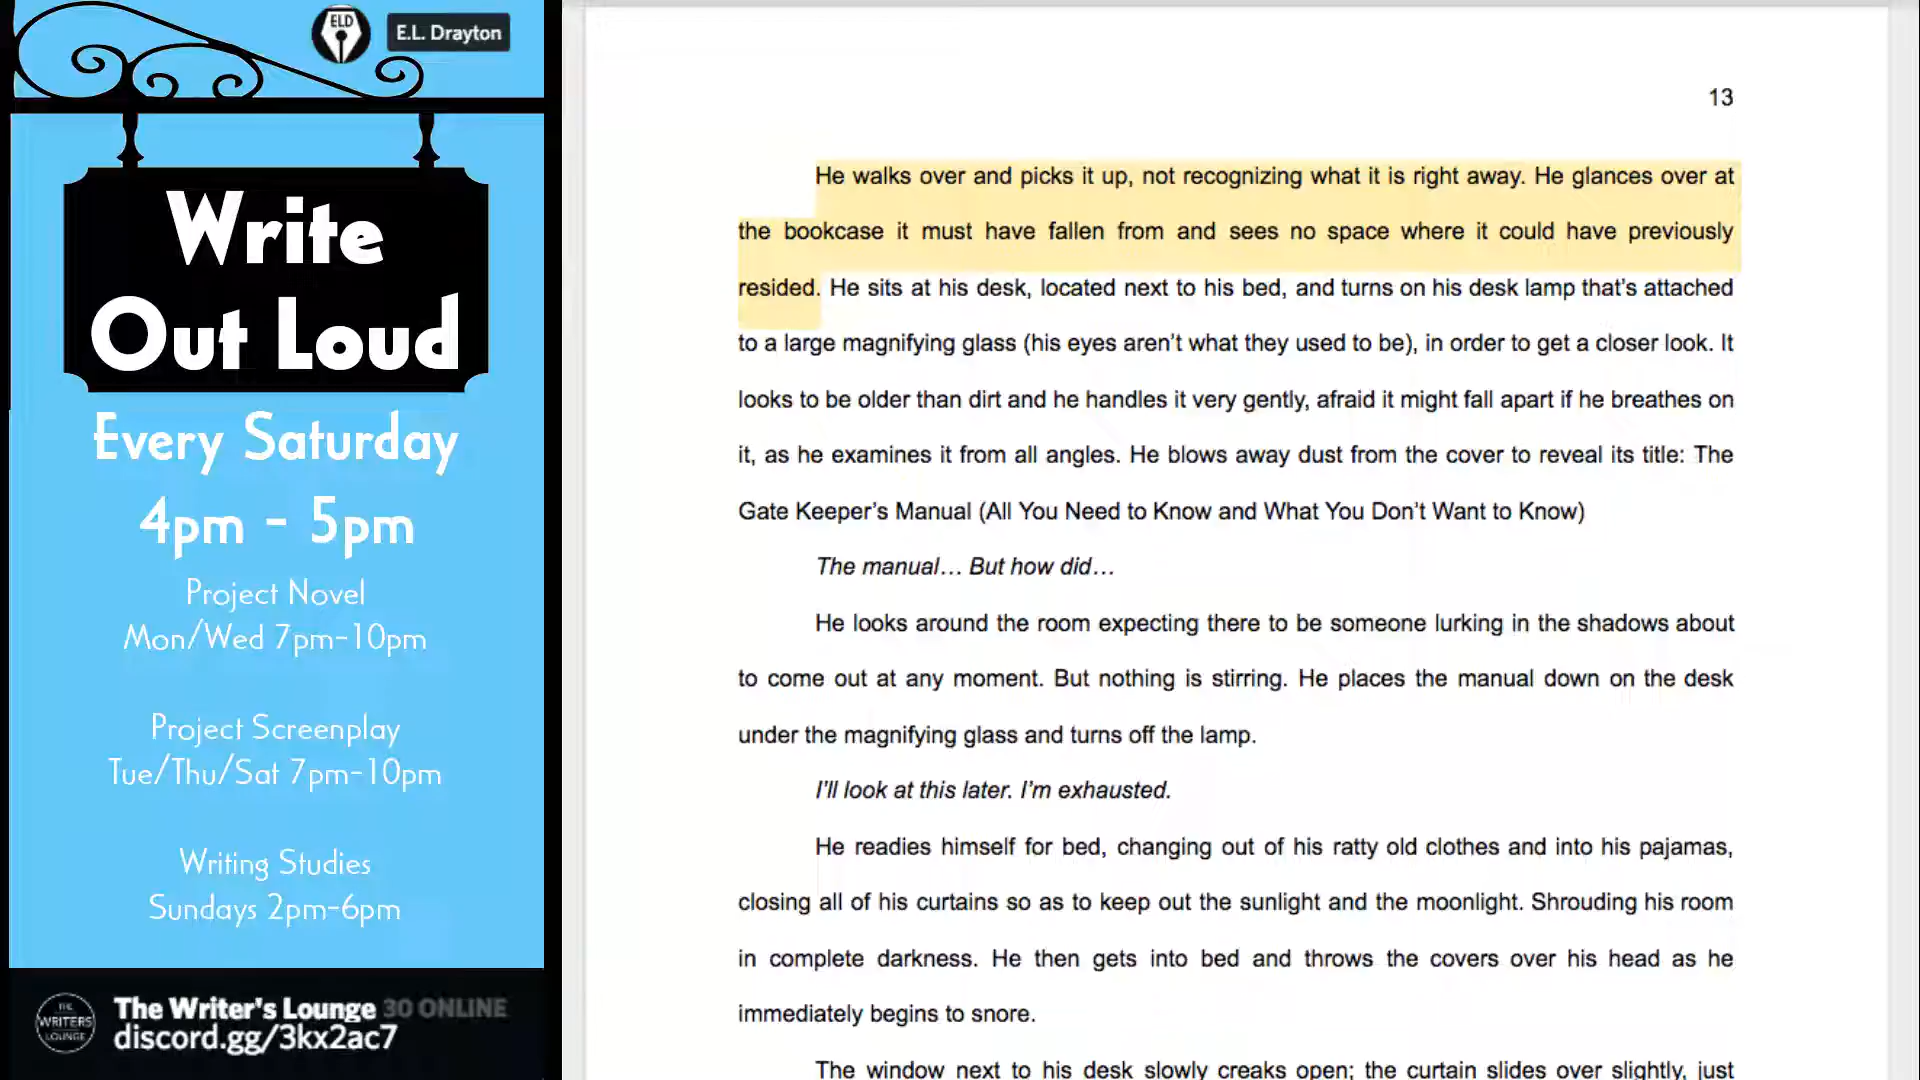 ELD
E.L. Drayton
Write
Out Loud
Every Saturday
4pm - 5pm
Project Novel
Mon/Wed 7pm-10pm
Project Screenplay
Tue/Thu/Sat 7pm-10pm
Writing Studies
Sundays 2pm-6pm
THE
WRITERS
LOUNGE
The Writer's Lounge 30 ONLINE
discord.gg/3kx2ac7
13
He walks over and picks it up, not recognizing what it is right away. He glances over at
the bookcase it must have fallen from and sees no space where it could have previously
resided. He sits at his desk, located next to his bed, and turns on his desk lamp that’s attached
to a large magnifying glass (his eyes aren’t what they used to be), in order to get a closer look. It
looks to be older than dirt and he handles it very gently, afraid it might fall apart if he breathes on
it, as he examines it from all angles. He blows away dust from the cover to reveal its title: The
Gate Keeper’s Manual (All You Need to Know and What You Don’t Want to Know)
The manual… But how did…
He looks around the room expecting there to be someone lurking in the shadows about
to come out at any moment. But nothing is stirring. He places the manual down on the desk
under the magnifying glass and turns off the lamp.
I’ll look at this later. I’m exhausted.
He readies himself for bed, changing out of his ratty old clothes and into his pajamas,
closing all of his curtains so as to keep out the sunlight and the moonlight. Shrouding his room
in complete darkness. He then gets into bed and throws the covers over his head as he
immediately begins to snore.
The window next to his desk slowly creaks open; the curtain slides over slightly, just